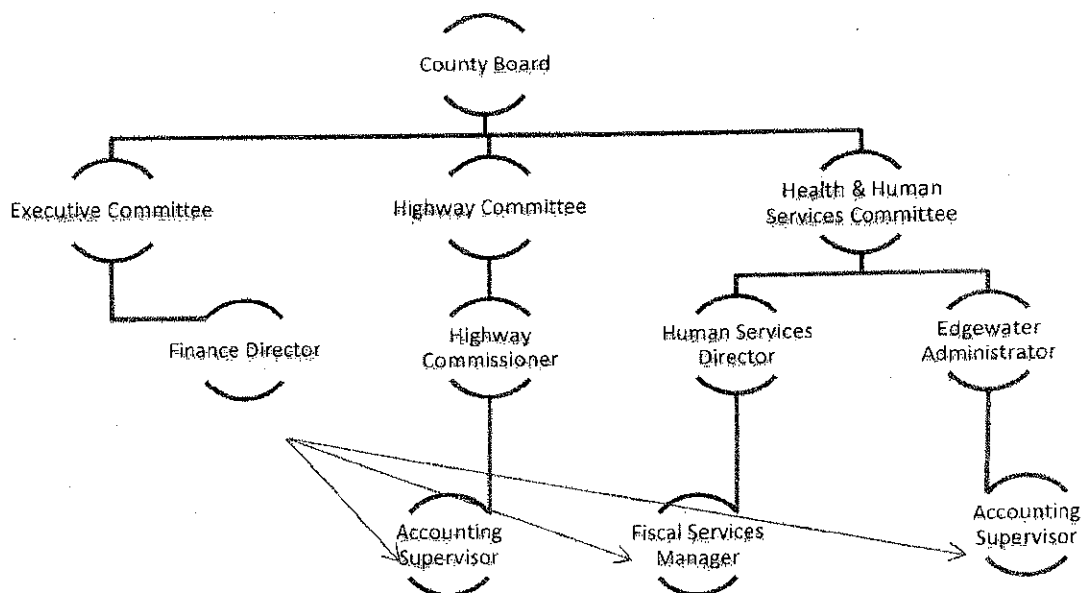 County Board
Executive Committee
Highway Committee
Health & Human
Services Committee
Finance Director
Highway
Commissioner
Human Services
Director
Edgewater
Administrator
Accounting
Supervisor
Fiscal Services
Manager
Accounting
Supervisor